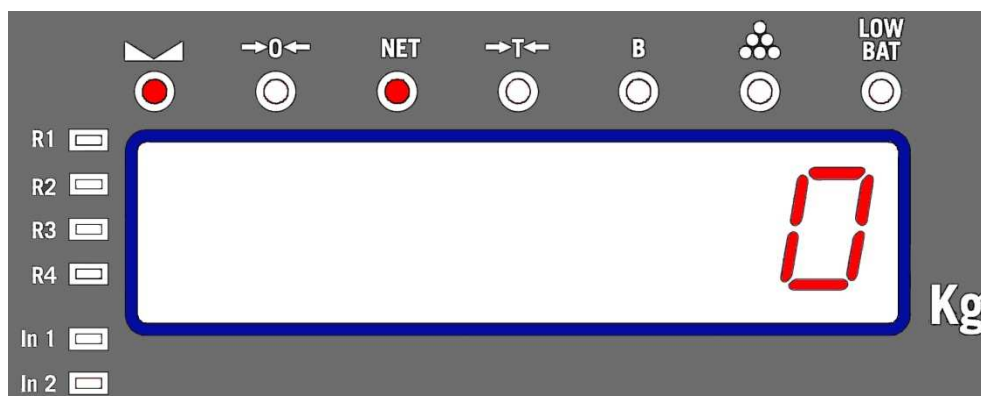 →0← NET →T← B LOW BAT
R1
R2
R3
R4
0
Kg
In 1
In 2